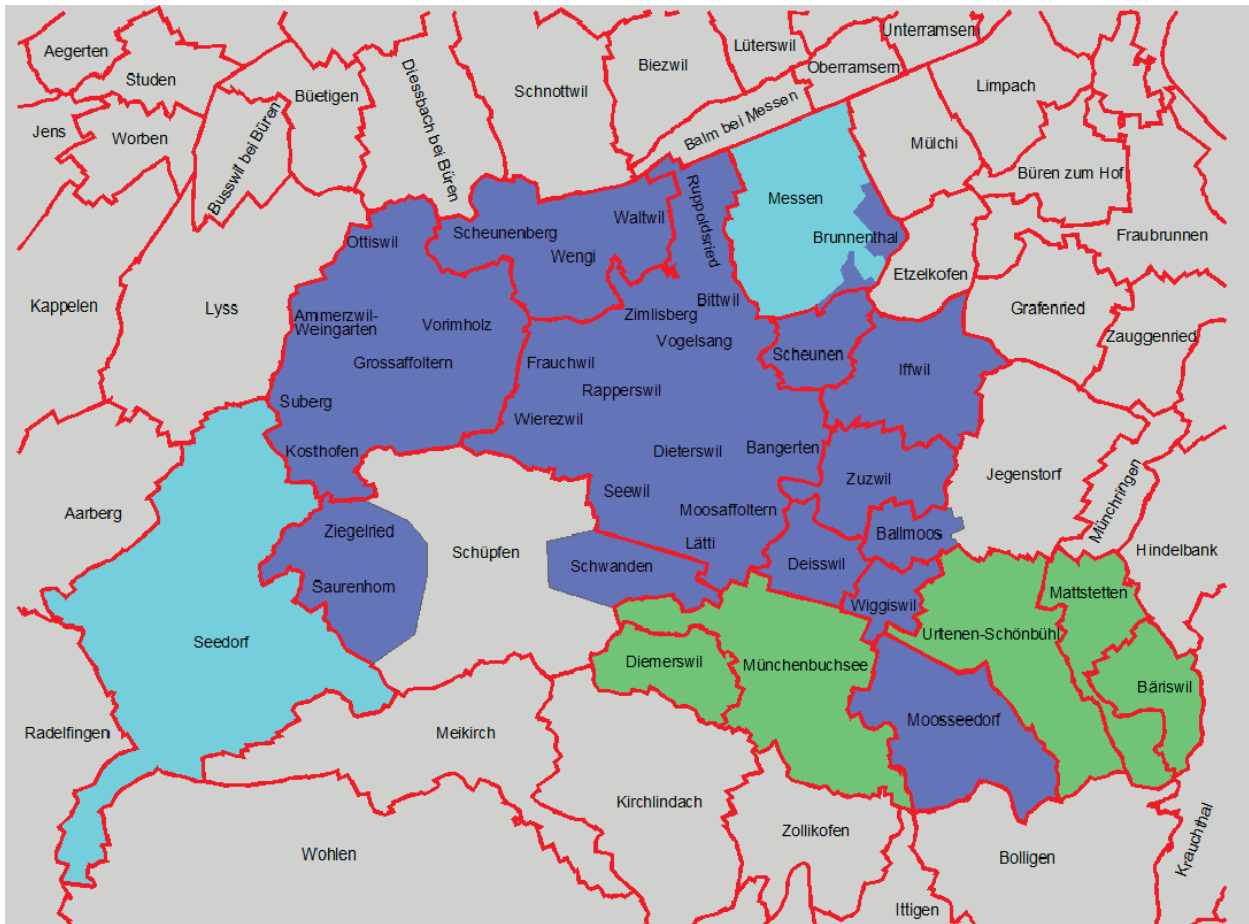 Aegerten
Studen
Büetigen
Diessbach bei Büren
Schnottwil
Biezwil
Lüterswil
Unterramsern
Oberramsern
Limpach
Jens
Worben
Busswil bei Büren
Balm bei Messen
Mülchi
Büren zum Hof
Messen
Ruppoldsried
Waltwil
Scheunenberg
Wengi
Ottiswil
Brunnenthal
Fraubrunnen
Etzelkofen
Kappelen
Lyss
Ammerzwil-
Weingarten
Vorimholz
Zimlisberg
Bittwil
Grafenried
Zauggenried
Vogelsang
Scheunen
Iffwil
Grossaffoltern
Frauchwil
Rapperswil
Suberg
Wierezwil
Kosthofen
Dieterswil
Bangerten
Jegenstorf
Zuzwil
Münchringen
Seewil
Aarberg
Moosaffoltern
Ziegelried
Ballmoos
Schüpfen
Lätti
Hindelbank
Schwanden
Deisswil
Saurenhorn
Wiggiswil
Mattstetten
Seedorf
Urtenen-Schönbühl
Diemerswil
Münchenbuchsee
Bäriswil
Moosseedorf
Radelfingen
Meikirch
Kirchlindach
Zollikofen
Wohlen
Bolligen
Krauchthal
Ittigen